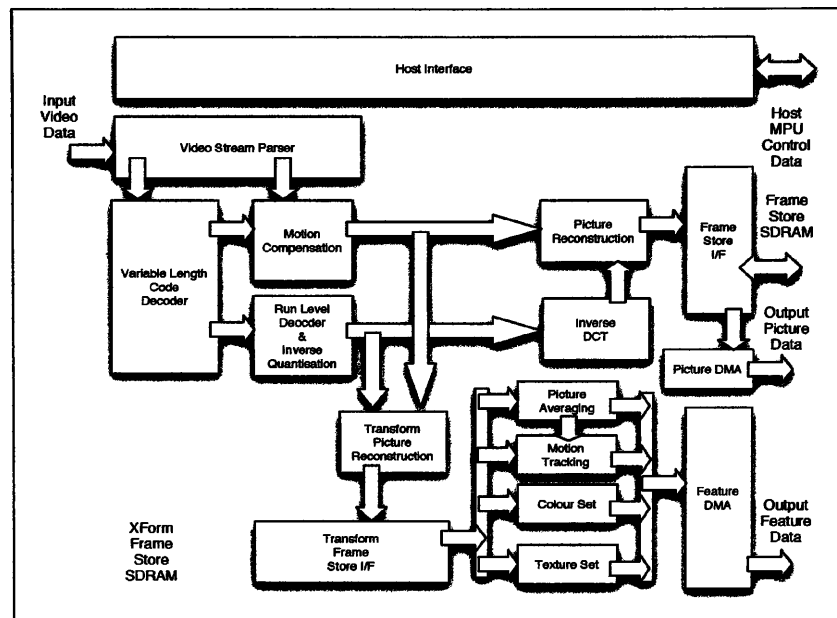 Host Interface
Input
Video
Data
Host
MPU
Control
Data
Video Stream Parser
Variable Length
Code
Decoder
Motion
Compensation
Picture
Reconstruction
Frame
Store
I/F
Frame
Store
SDRAM
Run Level
Deocder
&
Inverse
Quantisation
Inverse
DCT
Output
Picture
Data
Picture DMA
Picture
Averaging
Transform
Picture
Reconstruction
Motion
Tracking
Colour Set
Feature
DMA
Output
Feature
Data
XForm
Frame
Store
SDRAM
Transform
Frame
Store I/F
Texture Set